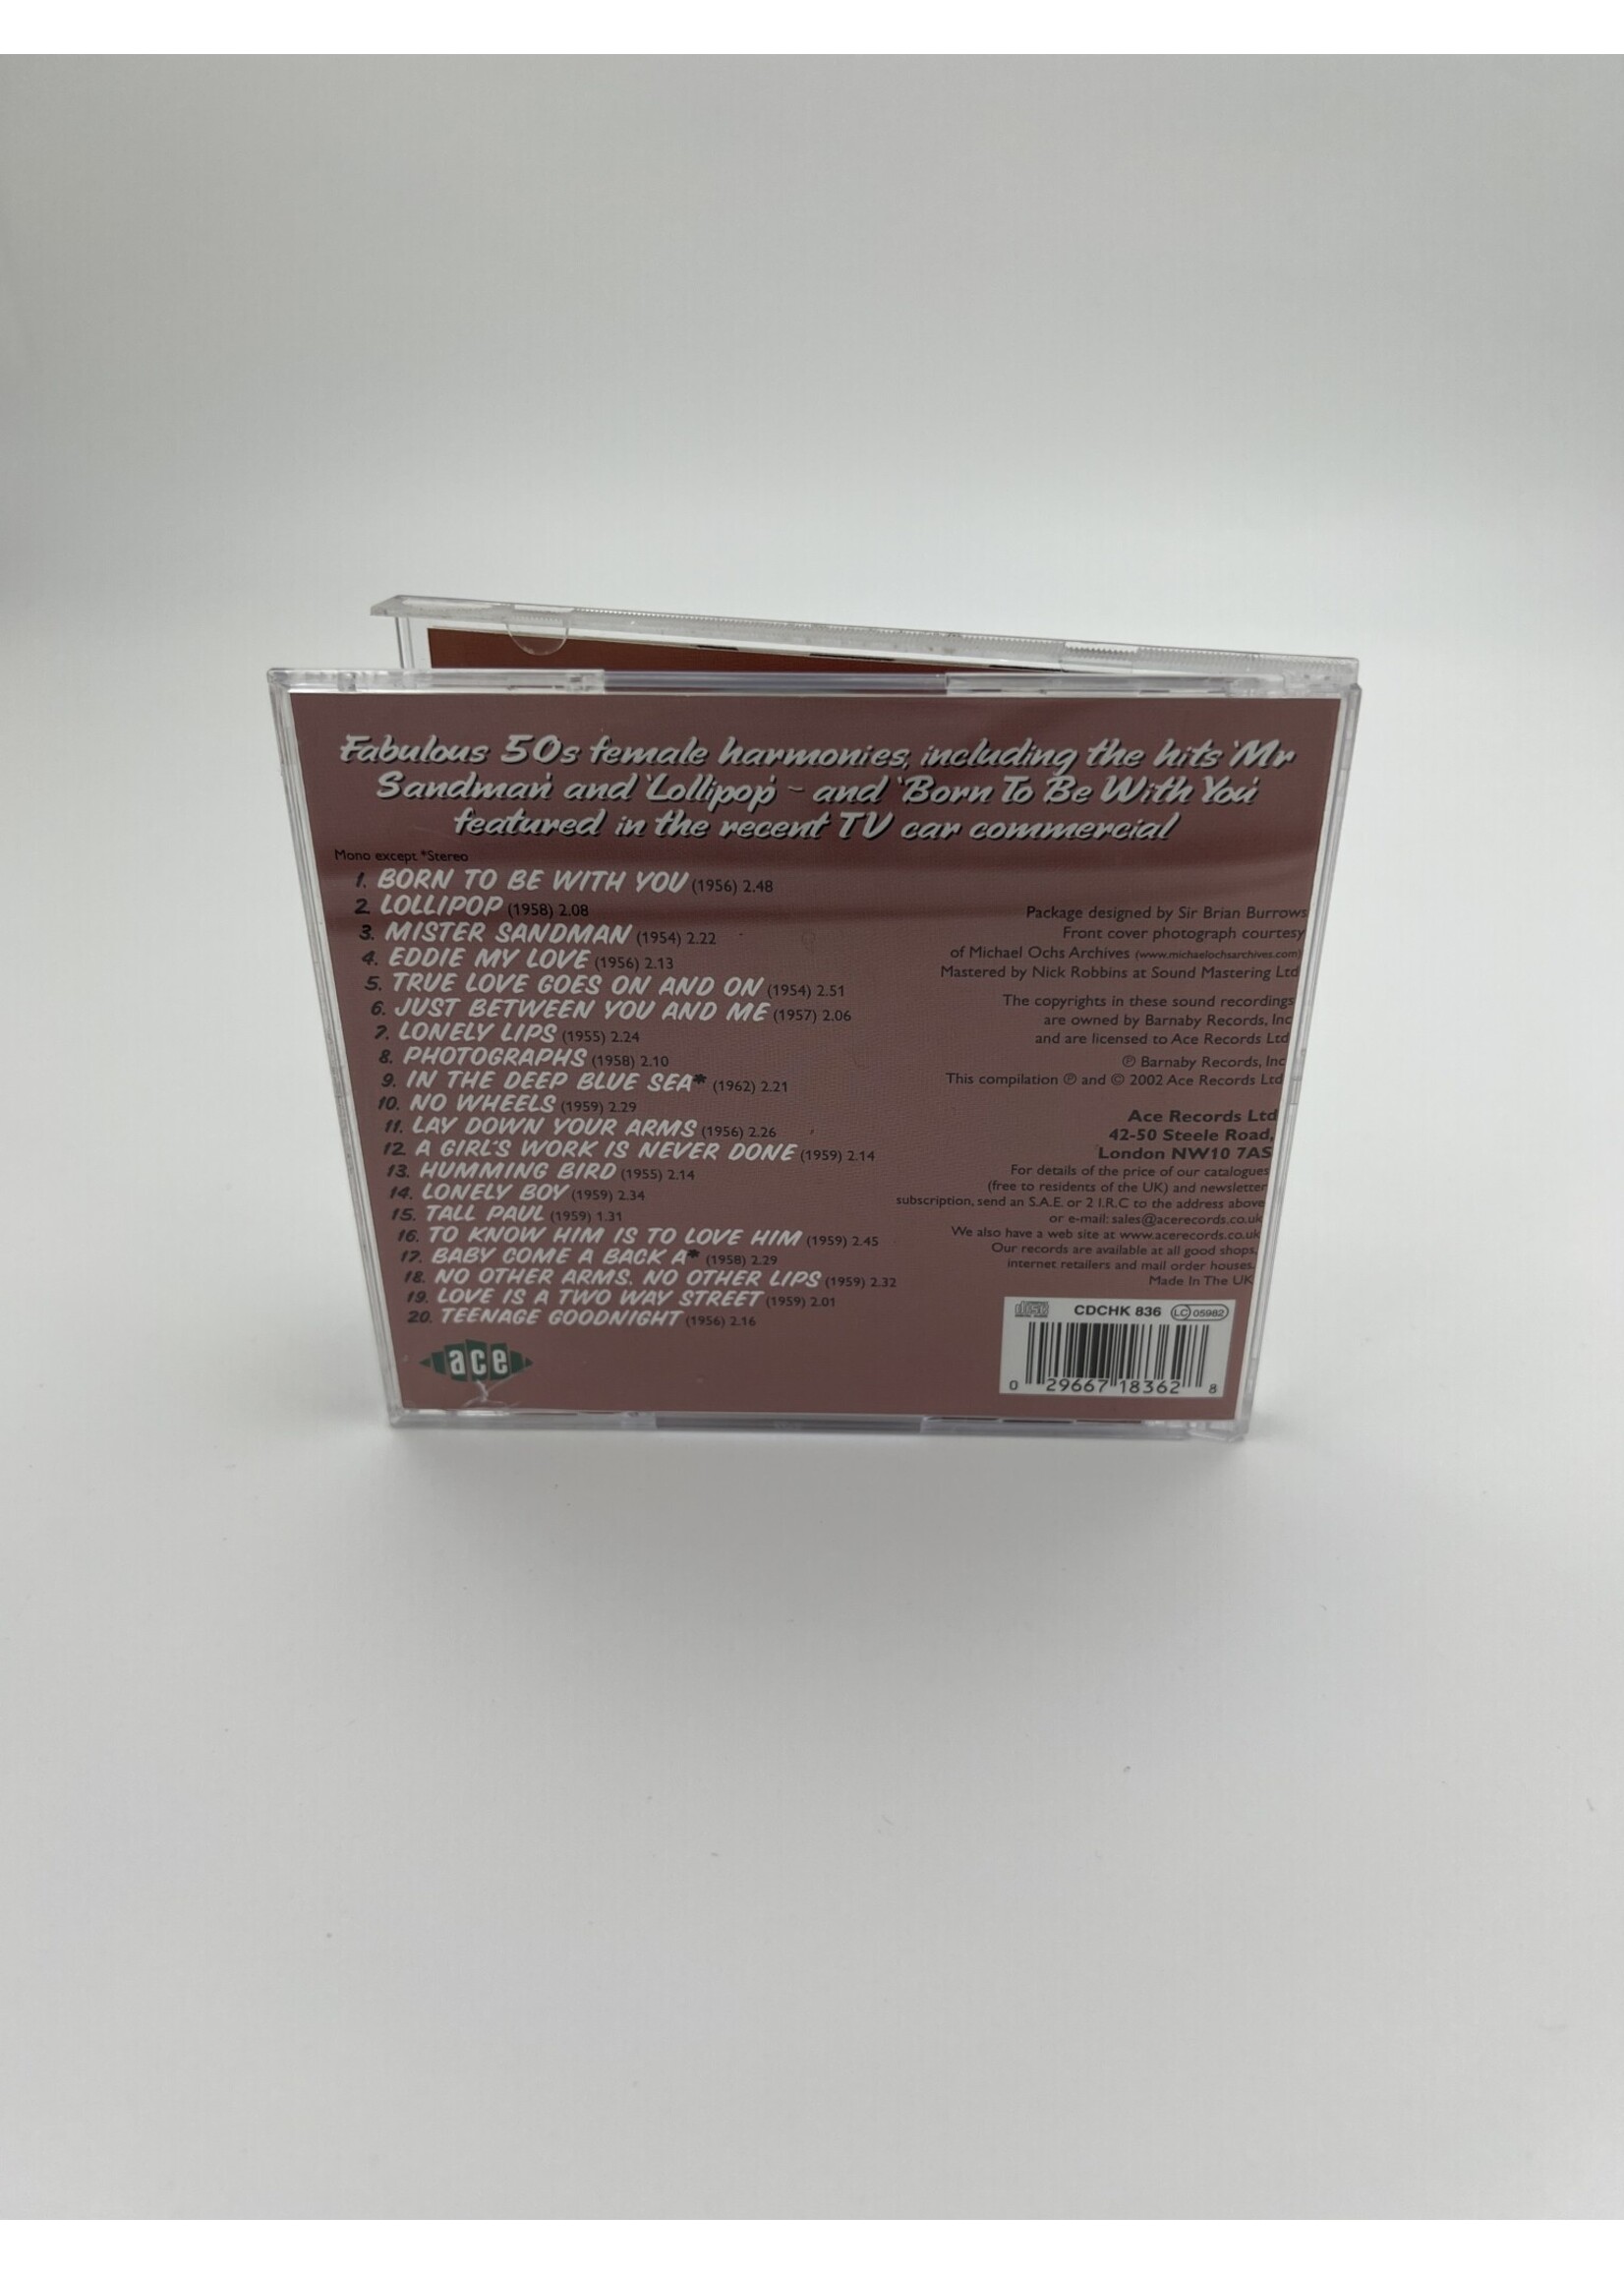 Fabulous 50s female harmonies, including the hits 'Mr
Sandman' and 'Lollipop' - and 'Born To Be With You'
featured in the recent TV car commercial
Mono except *Stereo
1. BORN TO BE WITH YOU (1956) 2.48
2. LOLLIPOP (1958) 2.08
3. MISTER SANDMAN (1954) 2.22
4. EDDIE MY LOVE (1956) 2.13
5. TRUE LOVE GOES ON AND ON (1954) 2.51
6. JUST BETWEEN YOU AND ME (1957) 2.06
7. LONELY LIPS (1955) 2.24
8. PHOTOGRAPHS (1958) 2.10
9. IN THE DEEP BLUE SEA* (1962) 2.21
10. NO WHEELS (1959) 2.29
11. LAY DOWN YOUR ARMS (1956) 2.26
12. A GIRL'S WORK IS NEVER DONE (1959) 2.14
13. HUMMING BIRD (1955) 2.14
14. LONELY BOY (1959) 2.34
15. TALL PAUL (1959) 1.31
16. TO KNOW HIM IS TO LOVE HIM (1959) 2.45
17. BABY COME A BACK A* (1958) 2.29
18. NO OTHER ARMS, NO OTHER LIPS (1959) 2.32
19. LOVE IS A TWO WAY STREET (1959) 2.01
20. TEENAGE GOODNIGHT (1956) 2.16
ace
Package designed by Sir Brian Burrows
Front cover photograph courtesy
of Michael Ochs Archives (www.michaelochsarchives.com)
Mastered by Nick Robbins at Sound Mastering Ltd
The copyrights in these sound recordings
are owned by Barnaby Records, Inc
and are licensed to Ace Records Ltd
℗ Barnaby Records, Inc
This compilation ℗ and © 2002 Ace Records Ltd
Ace Records Ltd
42-50 Steele Road,
London NW10 7AS
For details of the price of our catalogues
(free to residents of the UK) and newsletter
subscription, send an S.A.E. or 2 I.R.C to the address above
or e-mail: sales@acerecords.co.uk
We also have a web site at www.acerecords.co.uk
Our records are available at all good shops,
internet retailers and mail order houses.
Made In The UK
disc CDCHK 836 LC 05982
0 29667 18362 8